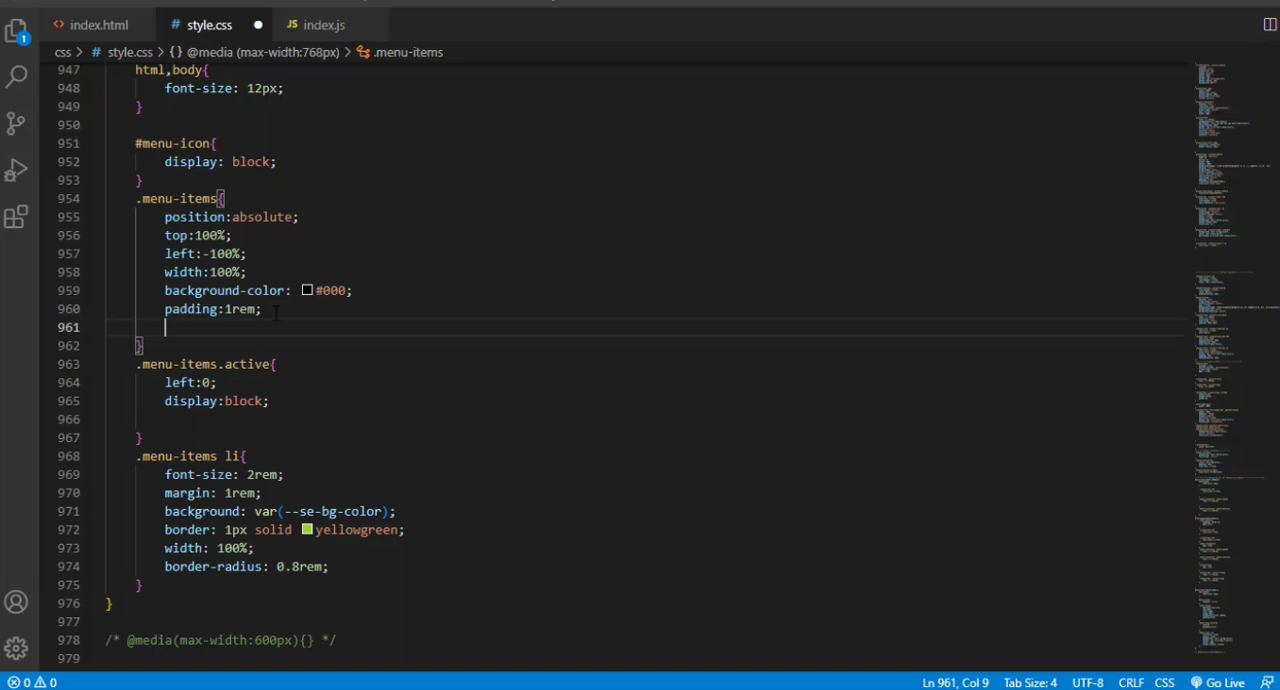 index.html
# style.css
JS index.js
css > # style.css > {} @media (max-width:768px) > .menu-items
1
947 html,body{
948 font-size: 12px;
949 }
950
951 #menu-icon{
952 display: block;
953 }
954 .menu-items{
955 position:absolute;
956 top:100%;
957 left:-100%;
958 width:100%;
959 background-color: #000;
960 padding:1rem;
961
962 }
963 .menu-items.active{
964 left:0;
965 display:block;
966
967 }
968 .menu-items li{
969 font-size: 2rem;
970 margin: 1rem;
971 background: var(--se-bg-color);
972 border: 1px solid yellowgreen;
973 width: 100%;
974 border-radius: 0.8rem;
975 }
976 }
977
978 /* @media(max-width:600px){} */
979
0 0 Ln 961, Col 9 Tab Size: 4 UTF-8 CRLF CSS Go Live